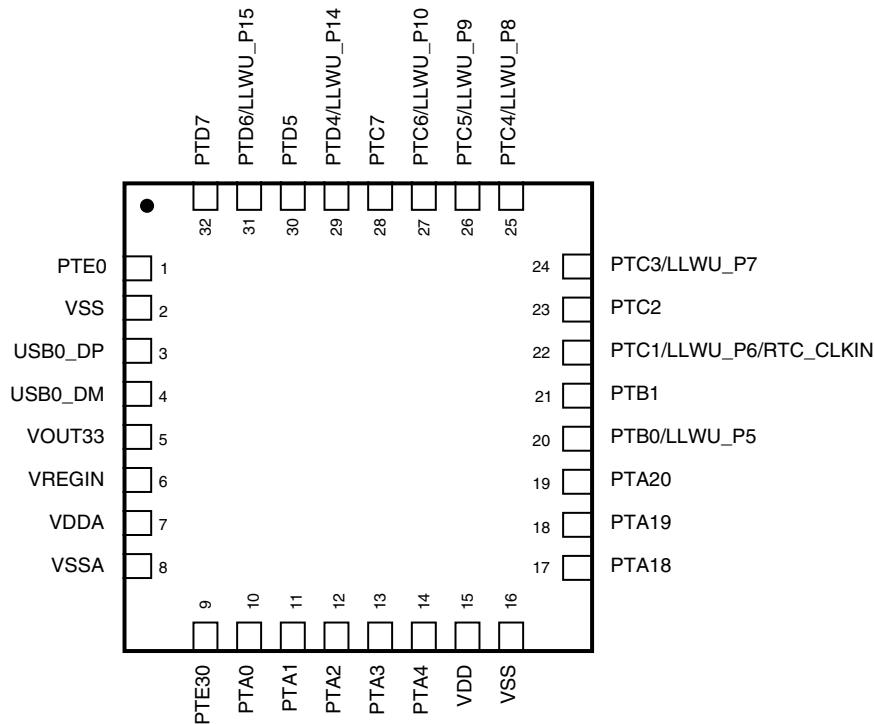 PTD7
PTD6/LLWU_P15
PTD5
PTD4/LLWU_P14
PTC7
PTC6/LLWU_P10
PTC5/LLWU_P9
PTC4/LLWU_P8
32
31
30
29
28
27
26
25
PTE0 1
VSS 2
USB0_DP 3
USB0_DM 4
VOUT33 5
VREGIN 6
VDDA 7
VSSA 8
24 PTC3/LLWU_P7
23 PTC2
22 PTC1/LLWU_P6/RTC_CLKIN
21 PTB1
20 PTB0/LLWU_P5
19 PTA20
18 PTA19
17 PTA18
9
10
11
12
13
14
15
16
PTE30
PTA0
PTA1
PTA2
PTA3
PTA4
VDD
VSS